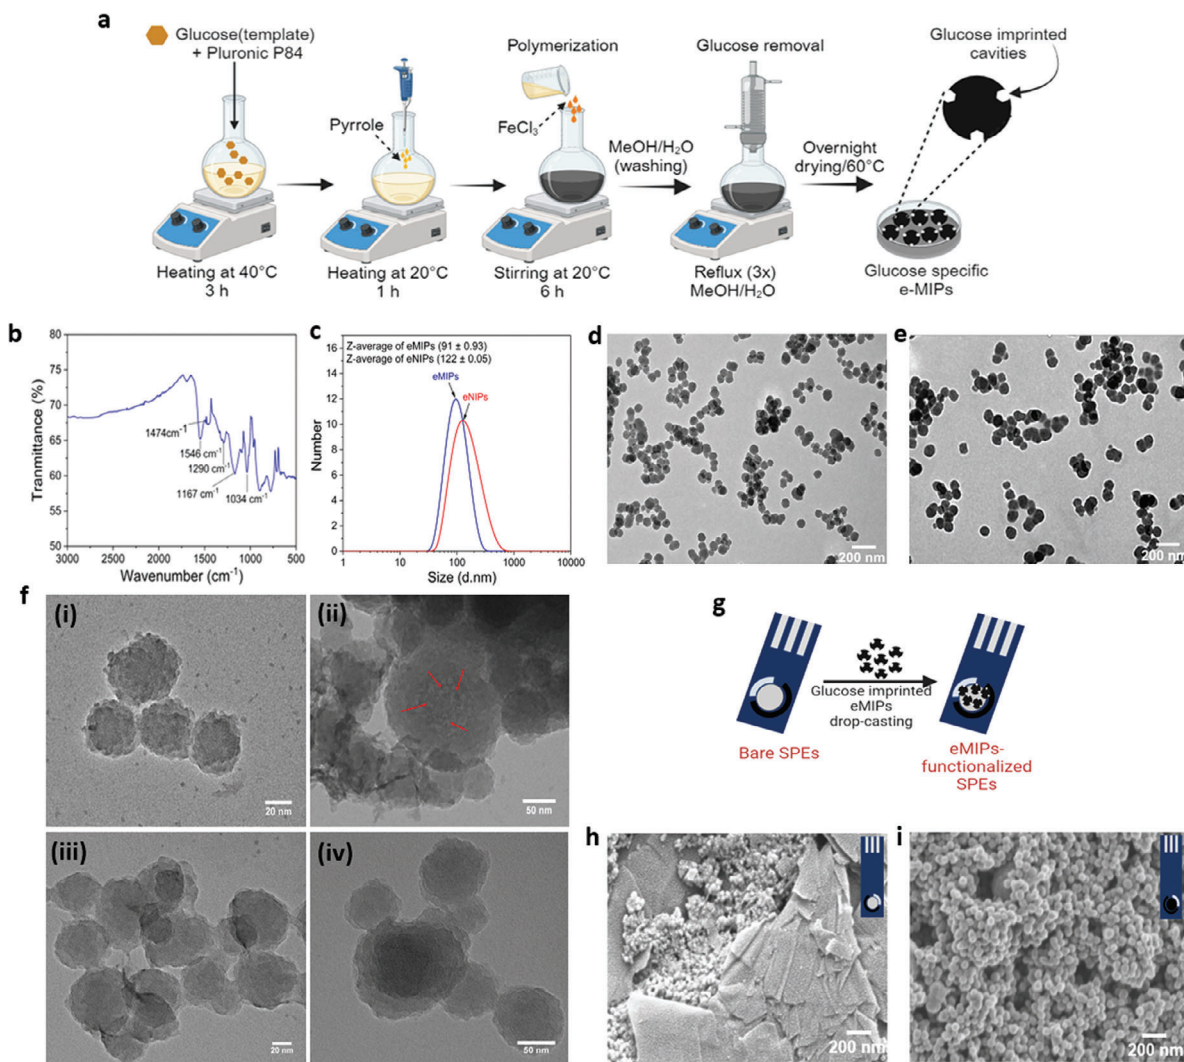 a
Glucose(template)
+ Pluronic P84
Pyrrole
Polymerization
FeCl₃
MeOH/H₂O
(washing)
Glucose removal
Overnight
drying/60°C
Glucose imprinted
cavities
Heating at 40°C
3 h
Heating at 20°C
1 h
Stirring at 20°C
6 h
Reflux (3x)
MeOH/H₂O
Glucose specific
e-MIPs
b
Tranmittance (%)
80
75
70
65
60
55
50
1474cm⁻¹
1546 cm⁻¹
1290 cm⁻¹
1167 cm⁻¹
1034 cm⁻¹
3000 2500 2000 1500 1000 500
Wavenumber (cm⁻¹)
c
Number
16
14
12
10
8
6
4
2
0
Z-average of eMIPs (91 ± 0.93)
Z-average of eNIPs (122 ± 0.05)
eMIPs
eNIPs
1 10 100 1000 10000
Size (d.nm)
d
200 nm
e
200 nm
f
(i)
20 nm
(ii)
50 nm
(iii)
20 nm
(iv)
50 nm
g
Glucose imprinted
eMIPs
drop-casting
Bare SPEs
eMIPs-
functionalized
SPEs
h
200 nm
i
200 nm